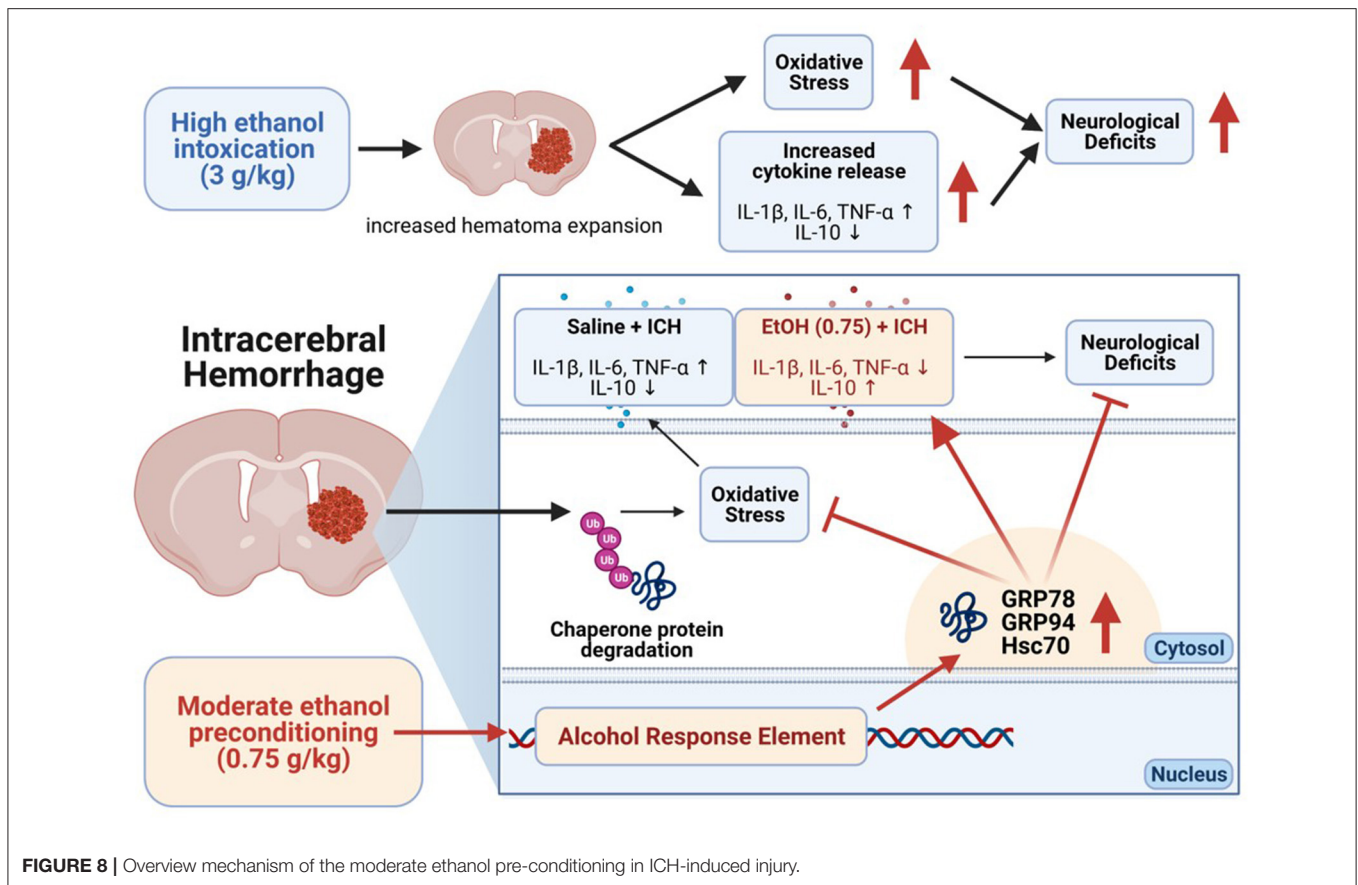 High ethanol
intoxication
(3 g/kg)
increased hematoma expansion
Oxidative
Stress
Increased
cytokine release
IL-1β, IL-6, TNF-α ↑
IL-10 ↓
Neurological
Deficits
Intracerebral
Hemorrhage
Saline + ICH
IL-1β, IL-6, TNF-α ↑
IL-10 ↓
EtOH (0.75) + ICH
IL-1β, IL-6, TNF-α ↓
IL-10 ↑
Neurological
Deficits
Oxidative
Stress
Ub
Ub
Ub
Ub
Chaperone protein
degradation
GRP78
GRP94
Hsc70
Cytosol
Moderate ethanol
preconditioning
(0.75 g/kg)
Alcohol Response Element
Nucleus
FIGURE 8 | Overview mechanism of the moderate ethanol pre-conditioning in ICH-induced injury.